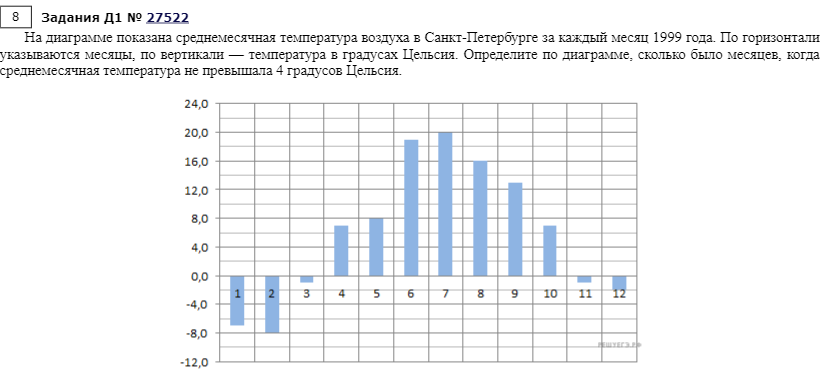 8 Задания Д1 № 27522
На диаграмме показана среднемесячная температура воздуха в Санкт-Петербурге за каждый месяц 1999 года. По горизонтали
указываются месяцы, по вертикали — температура в градусах Цельсия. Определите по диаграмме, сколько было месяцев, когда
среднемесячная температура не превышала 4 градусов Цельсия.
24,0
20,0
16,0
12,0
8,0
4,0
0,0
1 2 3 4 5 6 7 8 9 10 11 12
-4,0
-8,0
РЕШУЕГЭ.РФ
-12,0